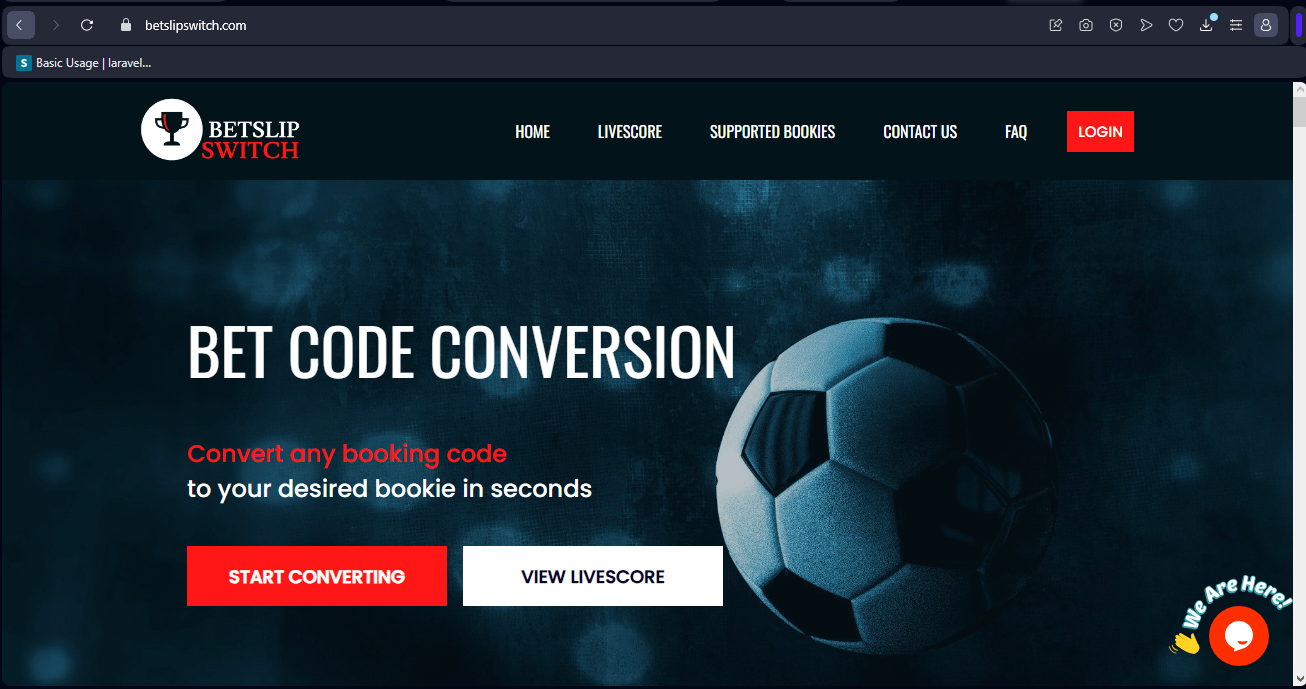 betslipswitch.com
S Basic Usage | laravel...
BETSLIP
SWITCH
HOME
LIVESCORE
SUPPORTED BOOKIES
CONTACT US
FAQ
LOGIN
BET CODE CONVERSION
Convert any booking code
to your desired bookie in seconds
START CONVERTING
VIEW LIVESCORE
We Are Here!